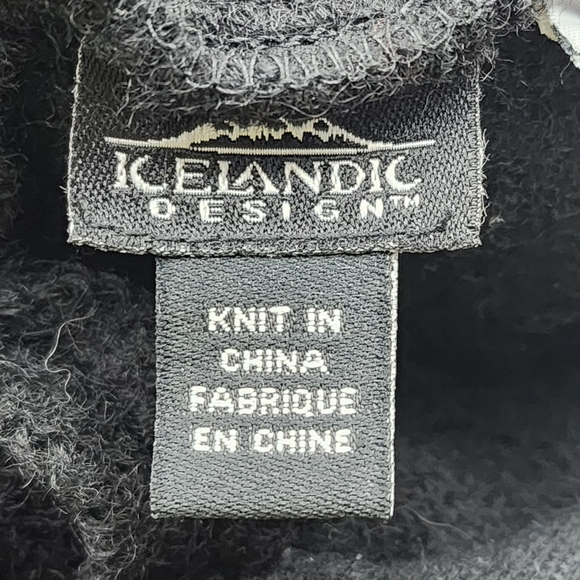 ICELANDIC
DESIGN™
KNIT IN
CHINA
FABRIQUE
EN CHINE